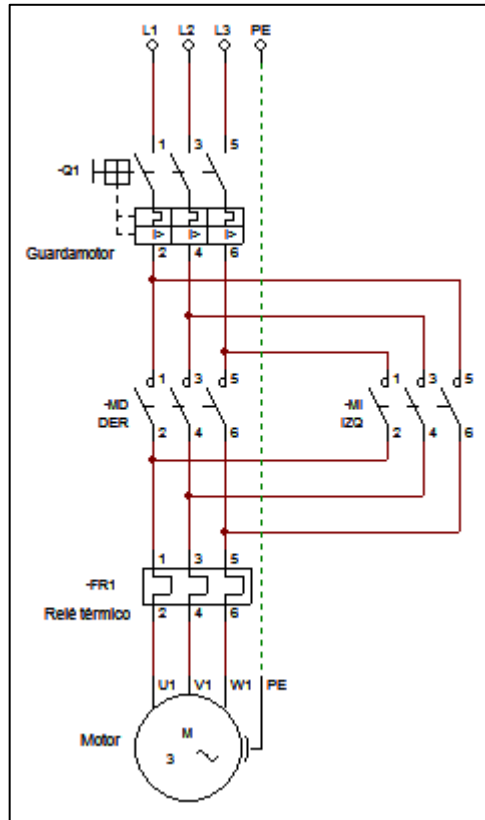 L1 L2 L3 PE
1 3 5
-Q1
I> I> I>
Guardamotor 2 4 6
1 3 5 1 3 5
-MD -MI
DER 2 4 6 IZQ 2 4 6
1 3 5
-FR1
Relé térmico 2 4 6
U1 V1 W1 PE
Motor M
3